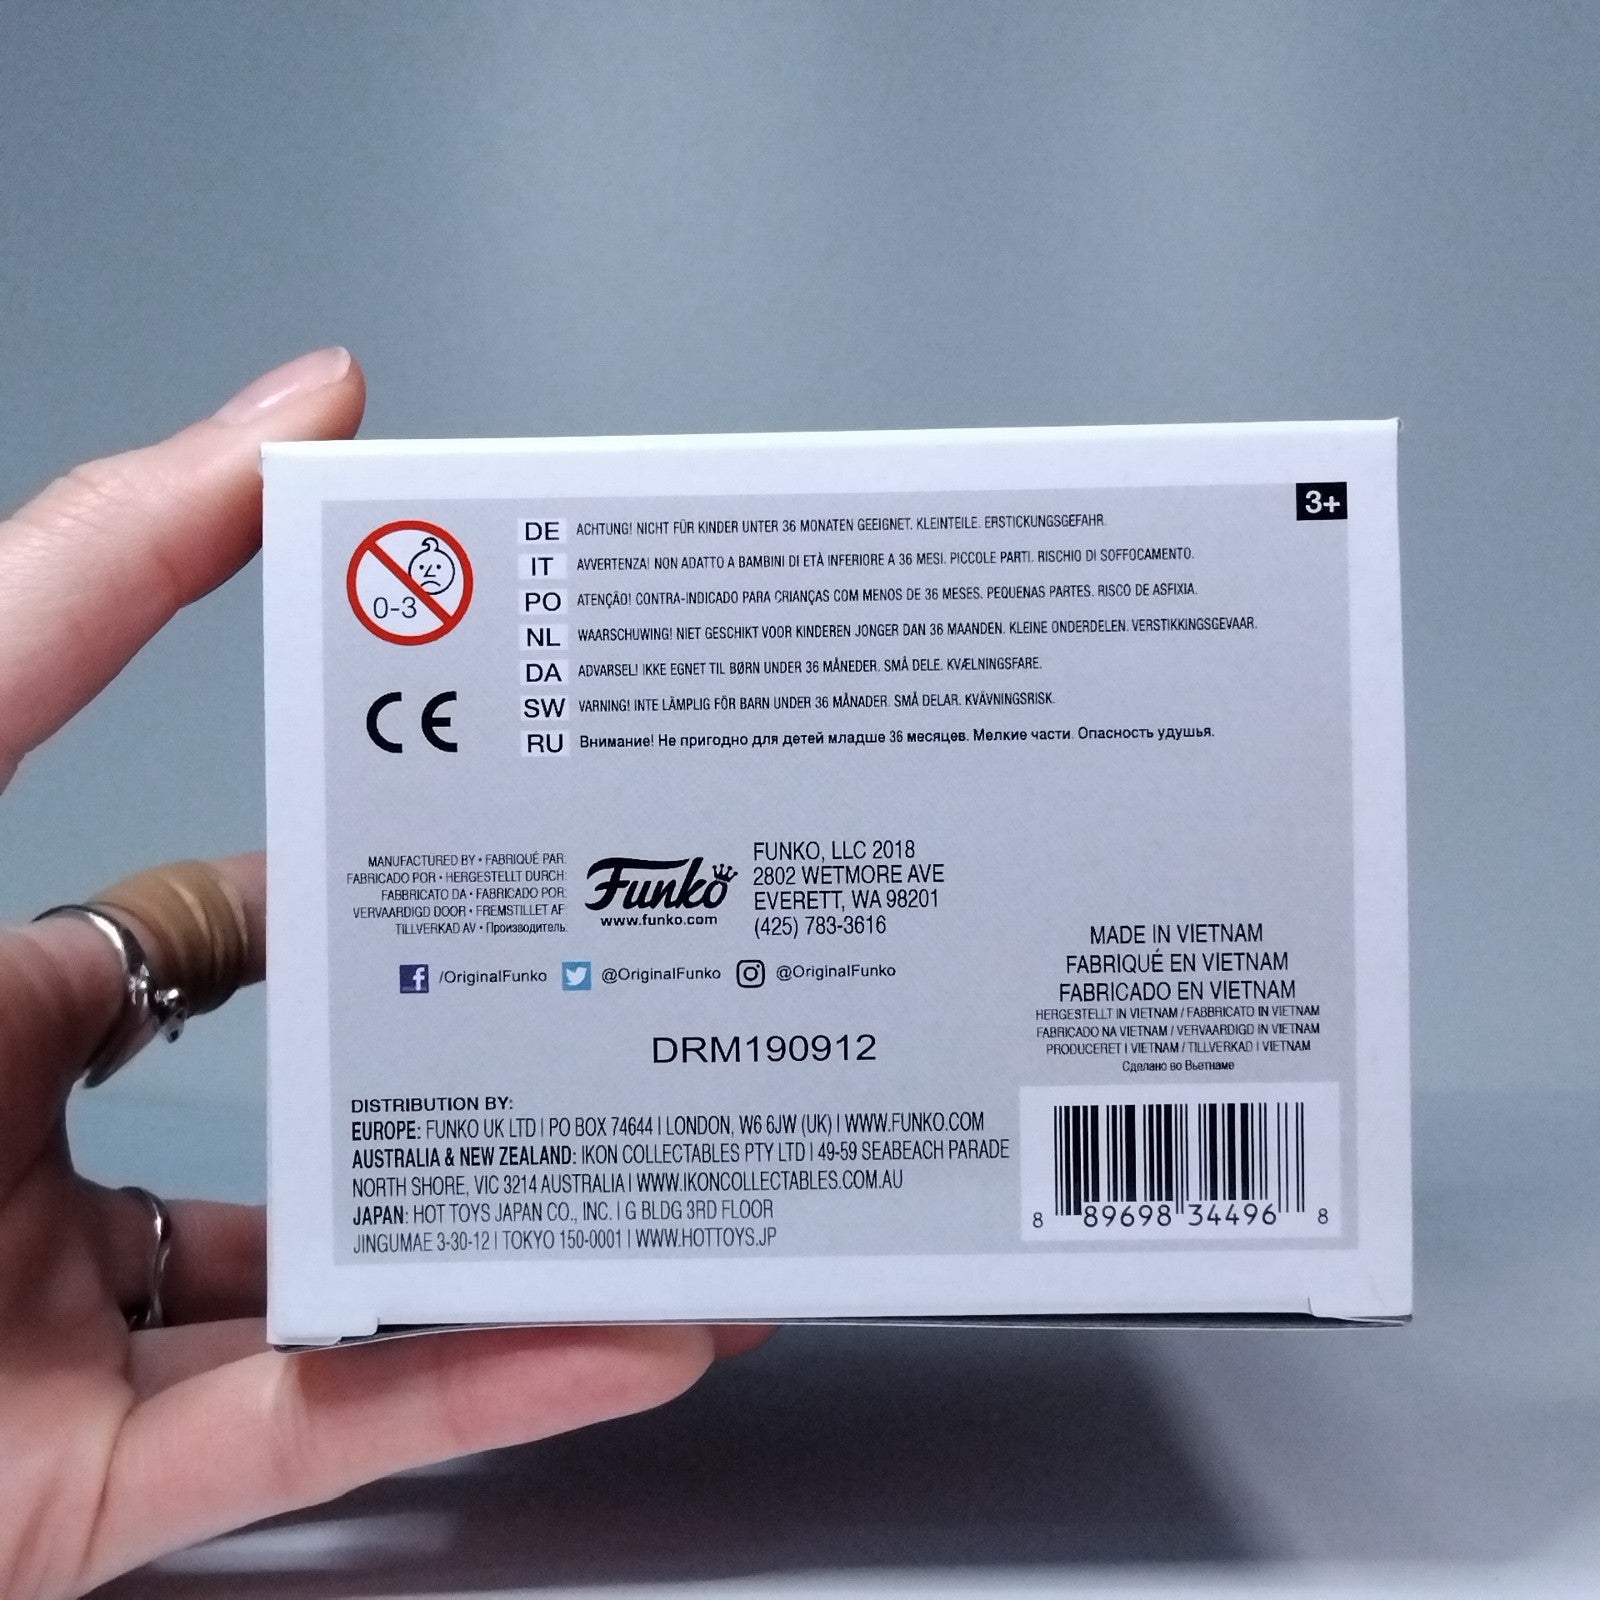 3+
0-3
DE ACHTUNG! NICHT FÜR KINDER UNTER 36 MONATEN GEEIGNET. KLEINTEILE. ERSTICKUNGSGEFAHR.
IT AVVERTENZA! NON ADATTO A BAMBINI DI ETÀ INFERIORE A 36 MESI. PICCOLE PARTI. RISCHIO DI SOFFOCAMENTO.
PO ATENÇÃO! CONTRA-INDICADO PARA CRIANÇAS COM MENOS DE 36 MESES. PEQUENAS PARTES. RISCO DE ASFIXIA.
NL WAARSCHUWING! NIET GESCHIKT VOOR KINDEREN JONGER DAN 36 MAANDEN. KLEINE ONDERDELEN. VERSTIKKINGSGEVAAR.
DA ADVARSEL! IKKE EGNET TIL BØRN UNDER 36 MÅNEDER. SMÅ DELE. KVÆLNINGSFARE.
SW VARNING! INTE LÄMPLIG FÖR BARN UNDER 36 MÅNADER. SMÅ DELAR. KVÄVNINGSRISK.
RU Внимание! Не пригодно для детей младше 36 месяцев. Мелкие части. Опасность удушья.
CE
MANUFACTURED BY • FABRIQUÉ PAR:
FABRICADO POR • HERGESTELLT DURCH:
FABBRICATO DA • FABRICADO POR:
VERVAARDIGD DOOR • FREMSTILLET AF:
TILLVERKAD AV • Производитель:
Funko
www.funko.com
FUNKO, LLC 2018
2802 WETMORE AVE
EVERETT, WA 98201
(425) 783-3616
/OriginalFunko @OriginalFunko @OriginalFunko
DRM190912
MADE IN VIETNAM
FABRIQUÉ EN VIETNAM
FABRICADO EN VIETNAM
HERGESTELLT IN VIETNAM / FABBRICATO IN VIETNAM
FABRICADO NA VIETNAM / VERVAARDIGD IN VIETNAM
PRODUCERET I VIETNAM / TILLVERKAD I VIETNAM
Сделано во Вьетнаме
DISTRIBUTION BY:
EUROPE: FUNKO UK LTD | PO BOX 74644 | LONDON, W6 6JW (UK) | WWW.FUNKO.COM
AUSTRALIA & NEW ZEALAND: IKON COLLECTABLES PTY LTD | 49-59 SEABEACH PARADE
NORTH SHORE, VIC 3214 AUSTRALIA | WWW.IKONCOLLECTABLES.COM.AU
JAPAN: HOT TOYS JAPAN CO., INC. | G BLDG 3RD FLOOR
JINGUMAE 3-30-12 | TOKYO 150-0001 | WWW.HOTTOYS.JP
8 89698 34496 8